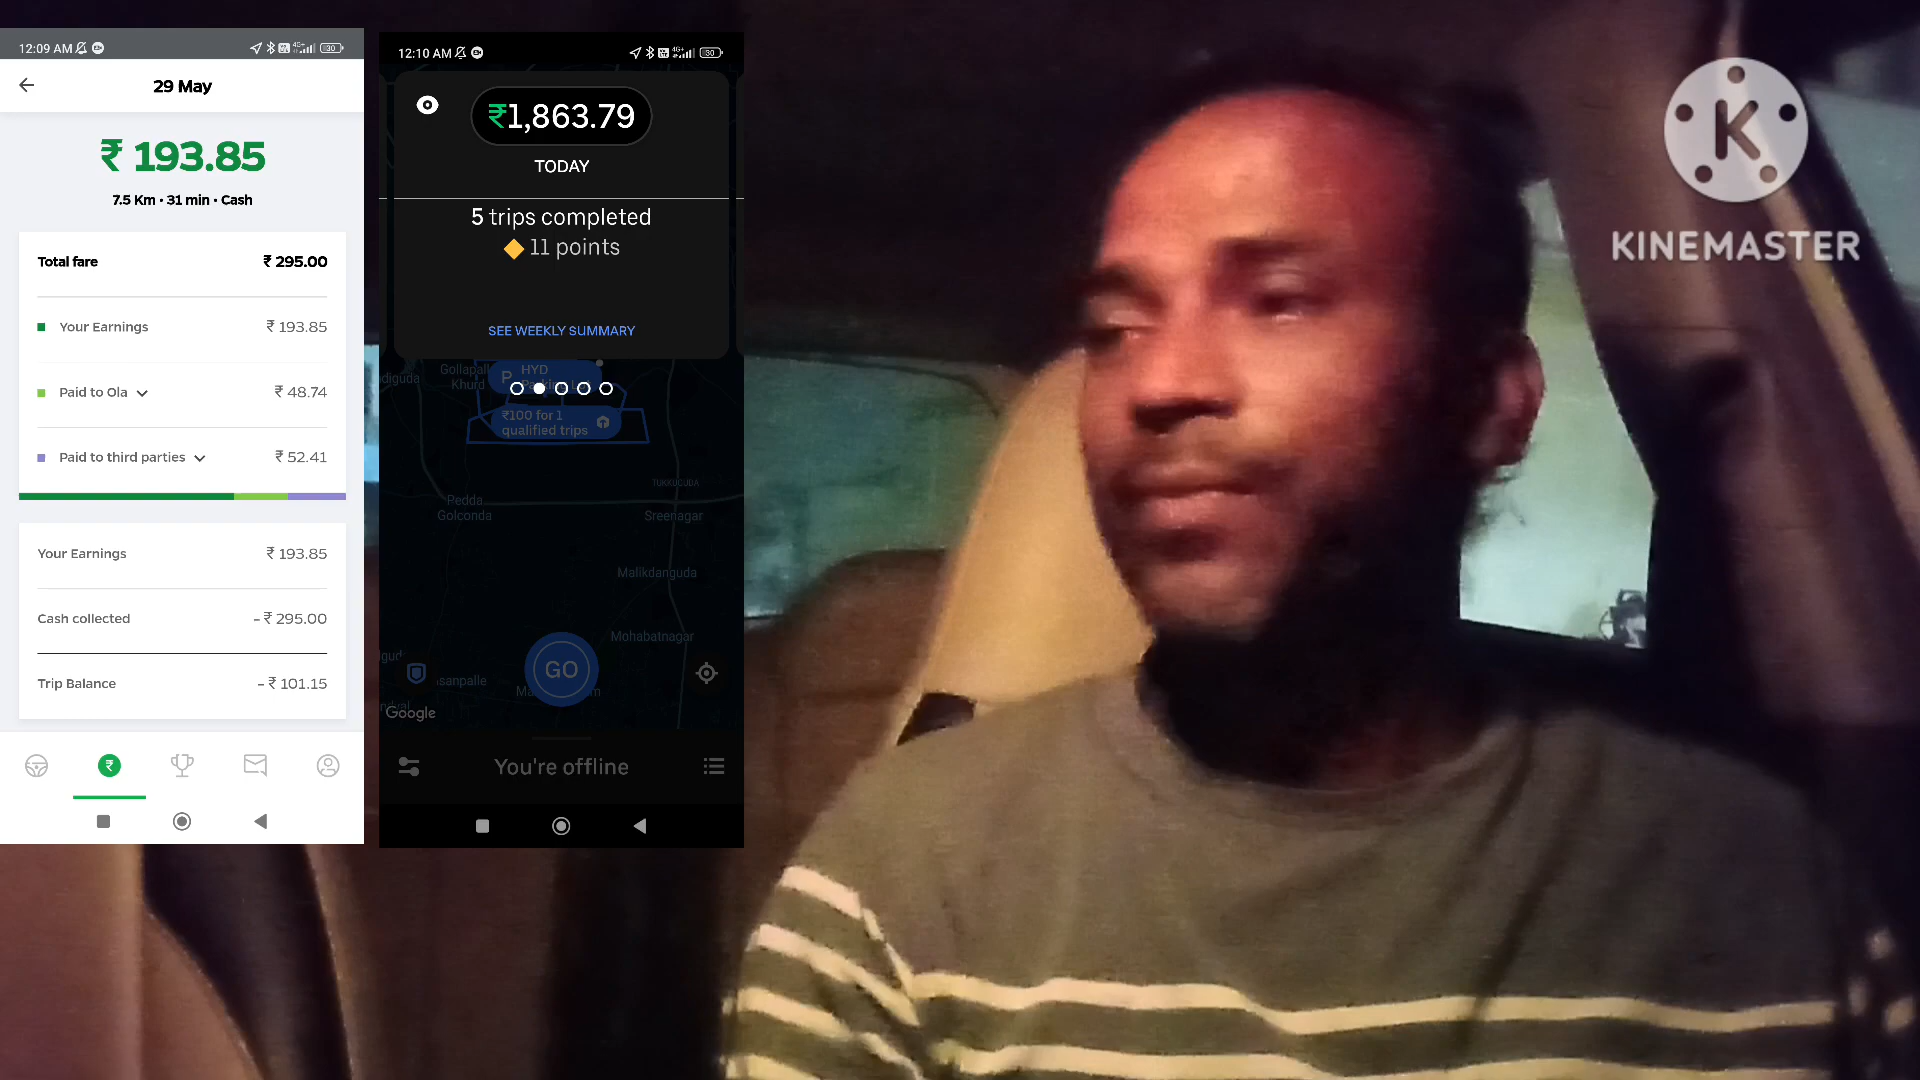 12:09 AM
29 May
₹ 193.85
7.5 Km • 31 min • Cash
Total fare ₹ 295.00
Your Earnings ₹ 193.85
Paid to Ola ₹ 48.74
Paid to third parties ₹ 52.41
Your Earnings ₹ 193.85
Cash collected - ₹ 295.00
Trip Balance - ₹ 101.15
12:10 AM
₹1,863.79
TODAY
5 trips completed
11 points
SEE WEEKLY SUMMARY
Gollapall
Khurd
P HYD
diguda
₹100 for 1
qualified trips
TUKKUGUDA
Pedda
Golconda
Sreenagar
Malikdanguda
Mohabatnagar
GO
Google
You're offline
K
KINEMASTER